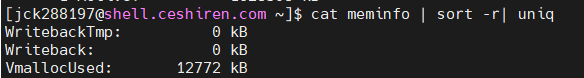 [jck288197@shell.ceshiren.com ~]$ cat meminfo | sort -r| uniq
WritebackTmp:          0 kB
Writeback:             0 kB
VmallocUsed:       12772 kB